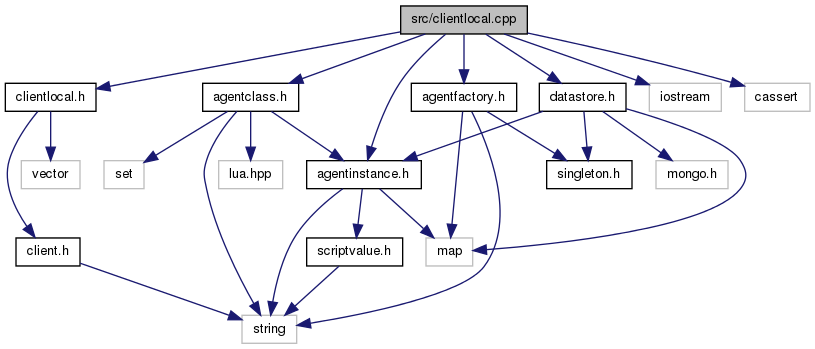 src/clientlocal.cpp
clientlocal.h
agentclass.h
agentfactory.h
datastore.h
iostream
cassert
vector
set
lua.hpp
agentinstance.h
singleton.h
mongo.h
client.h
scriptvalue.h
map
string